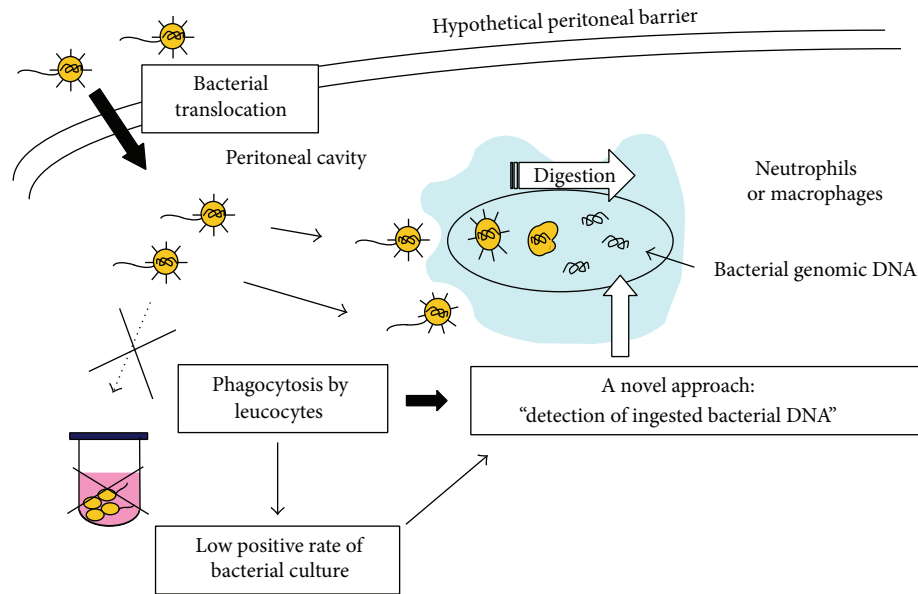 Hypothetical peritoneal barrier
Bacterial
translocation
Peritoneal cavity
Digestion
Neutrophils
or macrophages
Bacterial genomic DNA
Phagocytosis by
leucocytes
A novel approach:
“detection of ingested bacterial DNA”
Low positive rate of
bacterial culture